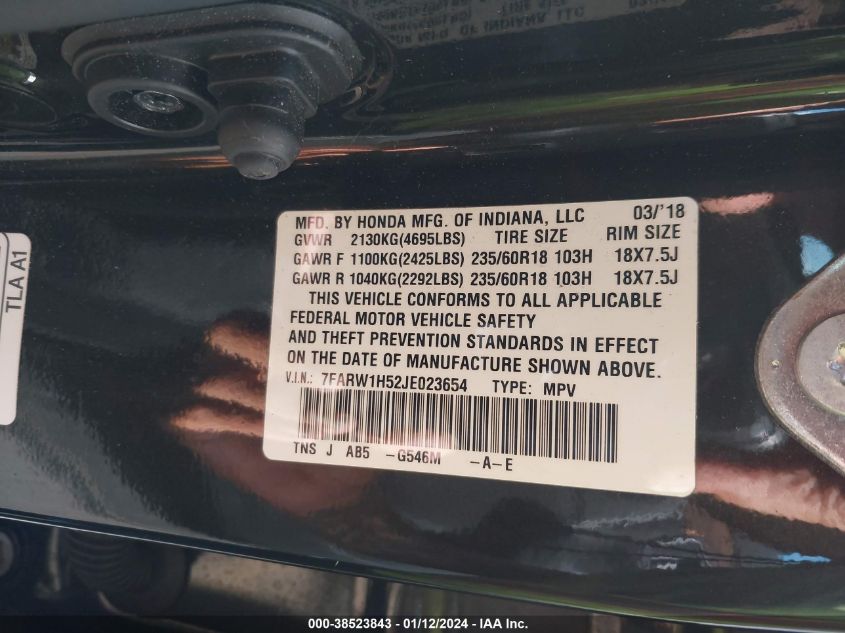 MFD. BY HONDA MFG. OF INDIANA, LLC 03/'18
GVWR 2130KG(4695LBS) TIRE SIZE RIM SIZE
GAWR F 1100KG(2425LBS) 235/60R18 103H 18X7.5J
GAWR R 1040KG(2292LBS) 235/60R18 103H 18X7.5J
THIS VEHICLE CONFORMS TO ALL APPLICABLE
FEDERAL MOTOR VEHICLE SAFETY
AND THEFT PREVENTION STANDARDS IN EFFECT
ON THE DATE OF MANUFACTURE SHOWN ABOVE.
V.I.N.: 7FARW1H52JE023654 TYPE: MPV
TNS J AB5 -G546M -A-E
TLA A1
000-38523843 - 01/12/2024 - IAA Inc.